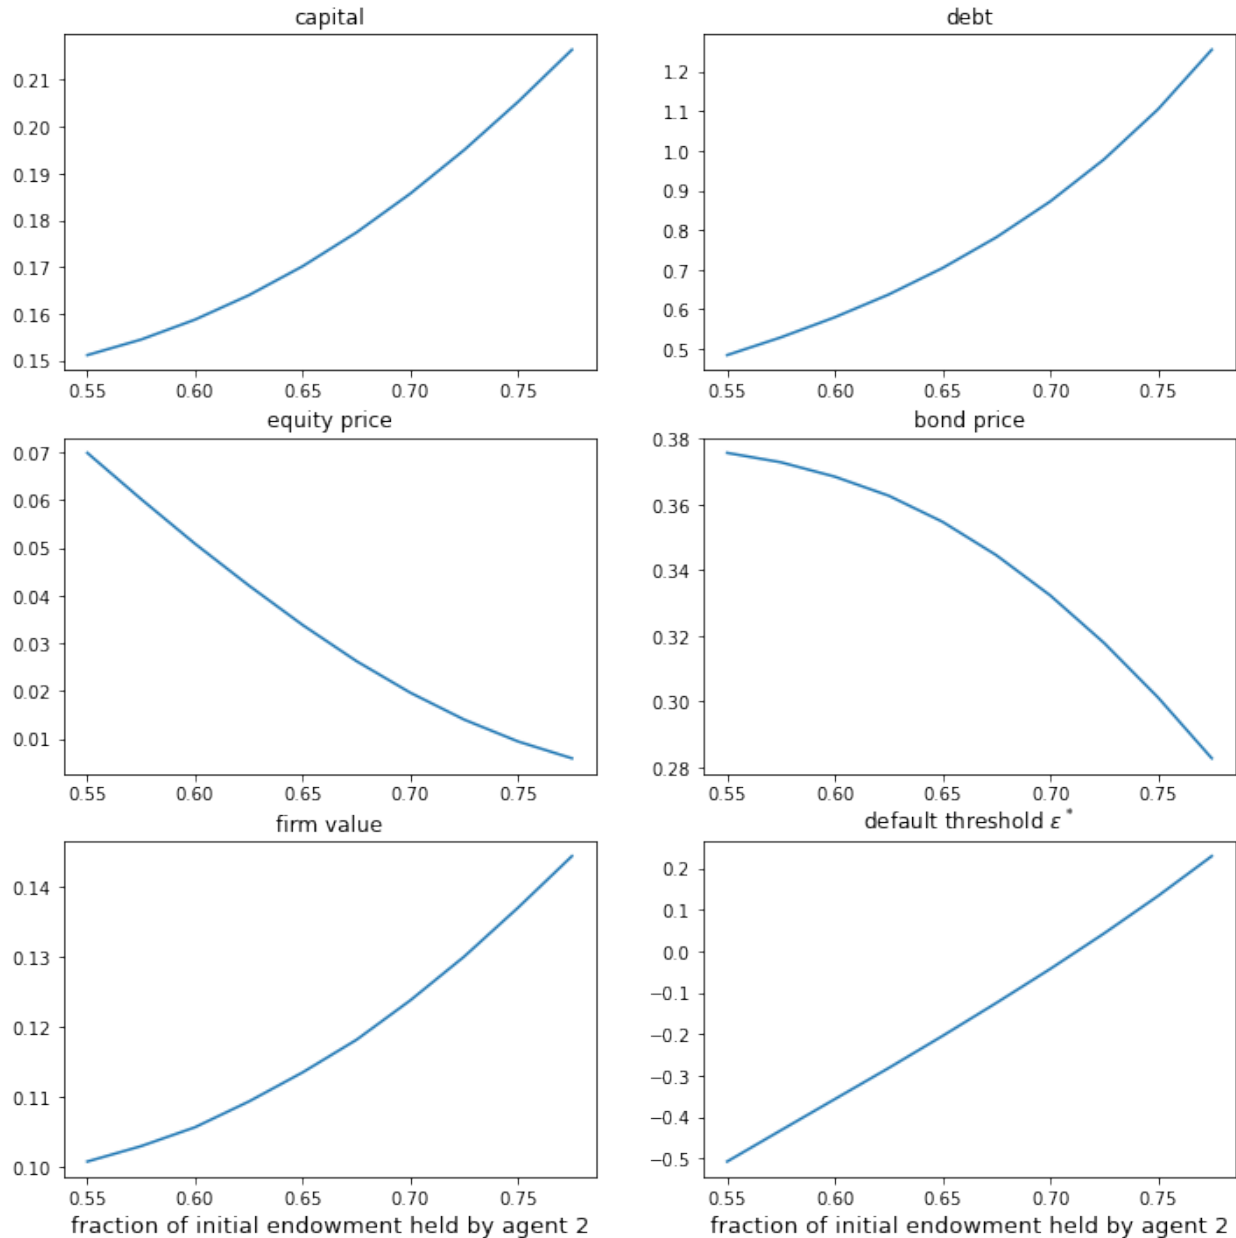 capital
0.21
0.20
0.19
0.18
0.17
0.16
0.15
0.55 0.60 0.65 0.70 0.75
debt
1.2
1.1
1.0
0.9
0.8
0.7
0.6
0.5
0.55 0.60 0.65 0.70 0.75
equity price
0.07
0.06
0.05
0.04
0.03
0.02
0.01
0.55 0.60 0.65 0.70 0.75
bond price
0.38
0.36
0.34
0.32
0.30
0.28
0.55 0.60 0.65 0.70 0.75
firm value
0.14
0.13
0.12
0.11
0.10
0.55 0.60 0.65 0.70 0.75
fraction of initial endowment held by agent 2
default threshold ε*
0.2
0.1
0.0
−0.1
−0.2
−0.3
−0.4
−0.5
0.55 0.60 0.65 0.70 0.75
fraction of initial endowment held by agent 2